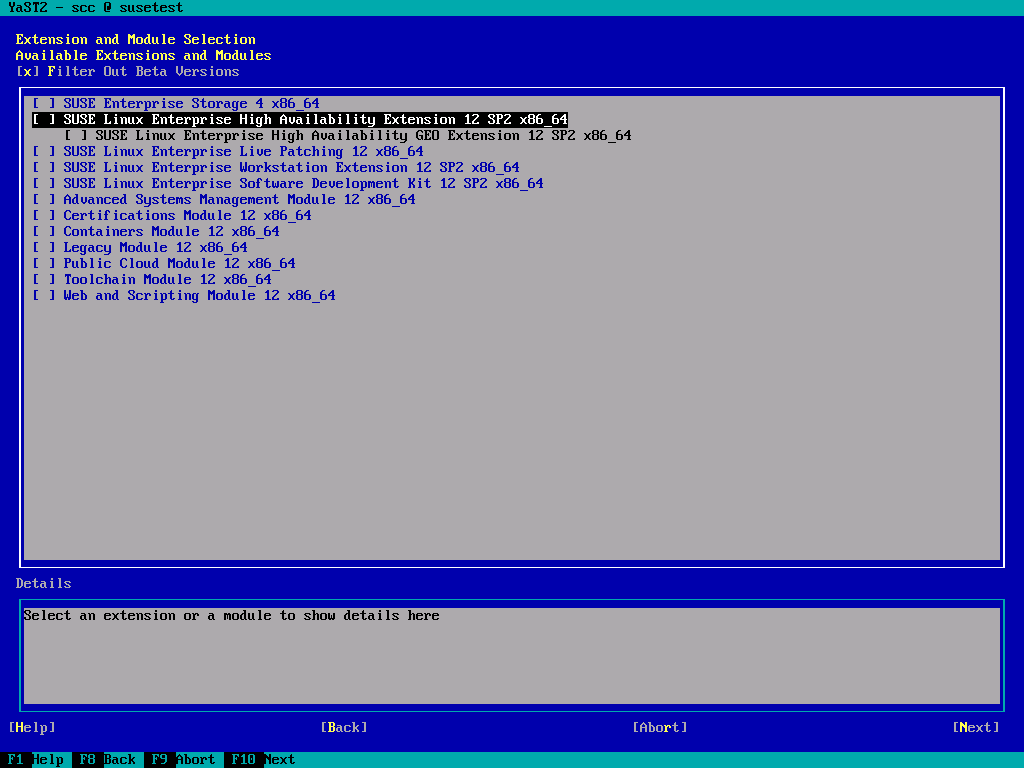 YaST2 - scc @ susetest
Extension and Module Selection
Available Extensions and Modules
[x] Filter Out Beta Versions
[ ] SUSE Enterprise Storage 4 x86_64
[ ] SUSE Linux Enterprise High Availability Extension 12 SP2 x86_64
[ ] SUSE Linux Enterprise High Availability GEO Extension 12 SP2 x86_64
[ ] SUSE Linux Enterprise Live Patching 12 x86_64
[ ] SUSE Linux Enterprise Workstation Extension 12 SP2 x86_64
[ ] SUSE Linux Enterprise Software Development Kit 12 SP2 x86_64
[ ] Advanced Systems Management Module 12 x86_64
[ ] Certifications Module 12 x86_64
[ ] Containers Module 12 x86_64
[ ] Legacy Module 12 x86_64
[ ] Public Cloud Module 12 x86_64
[ ] Toolchain Module 12 x86_64
[ ] Web and Scripting Module 12 x86_64
Details
Select an extension or a module to show details here
[Help] [Back] [Abort] [Next]
F1 Help F8 Back F9 Abort F10 Next